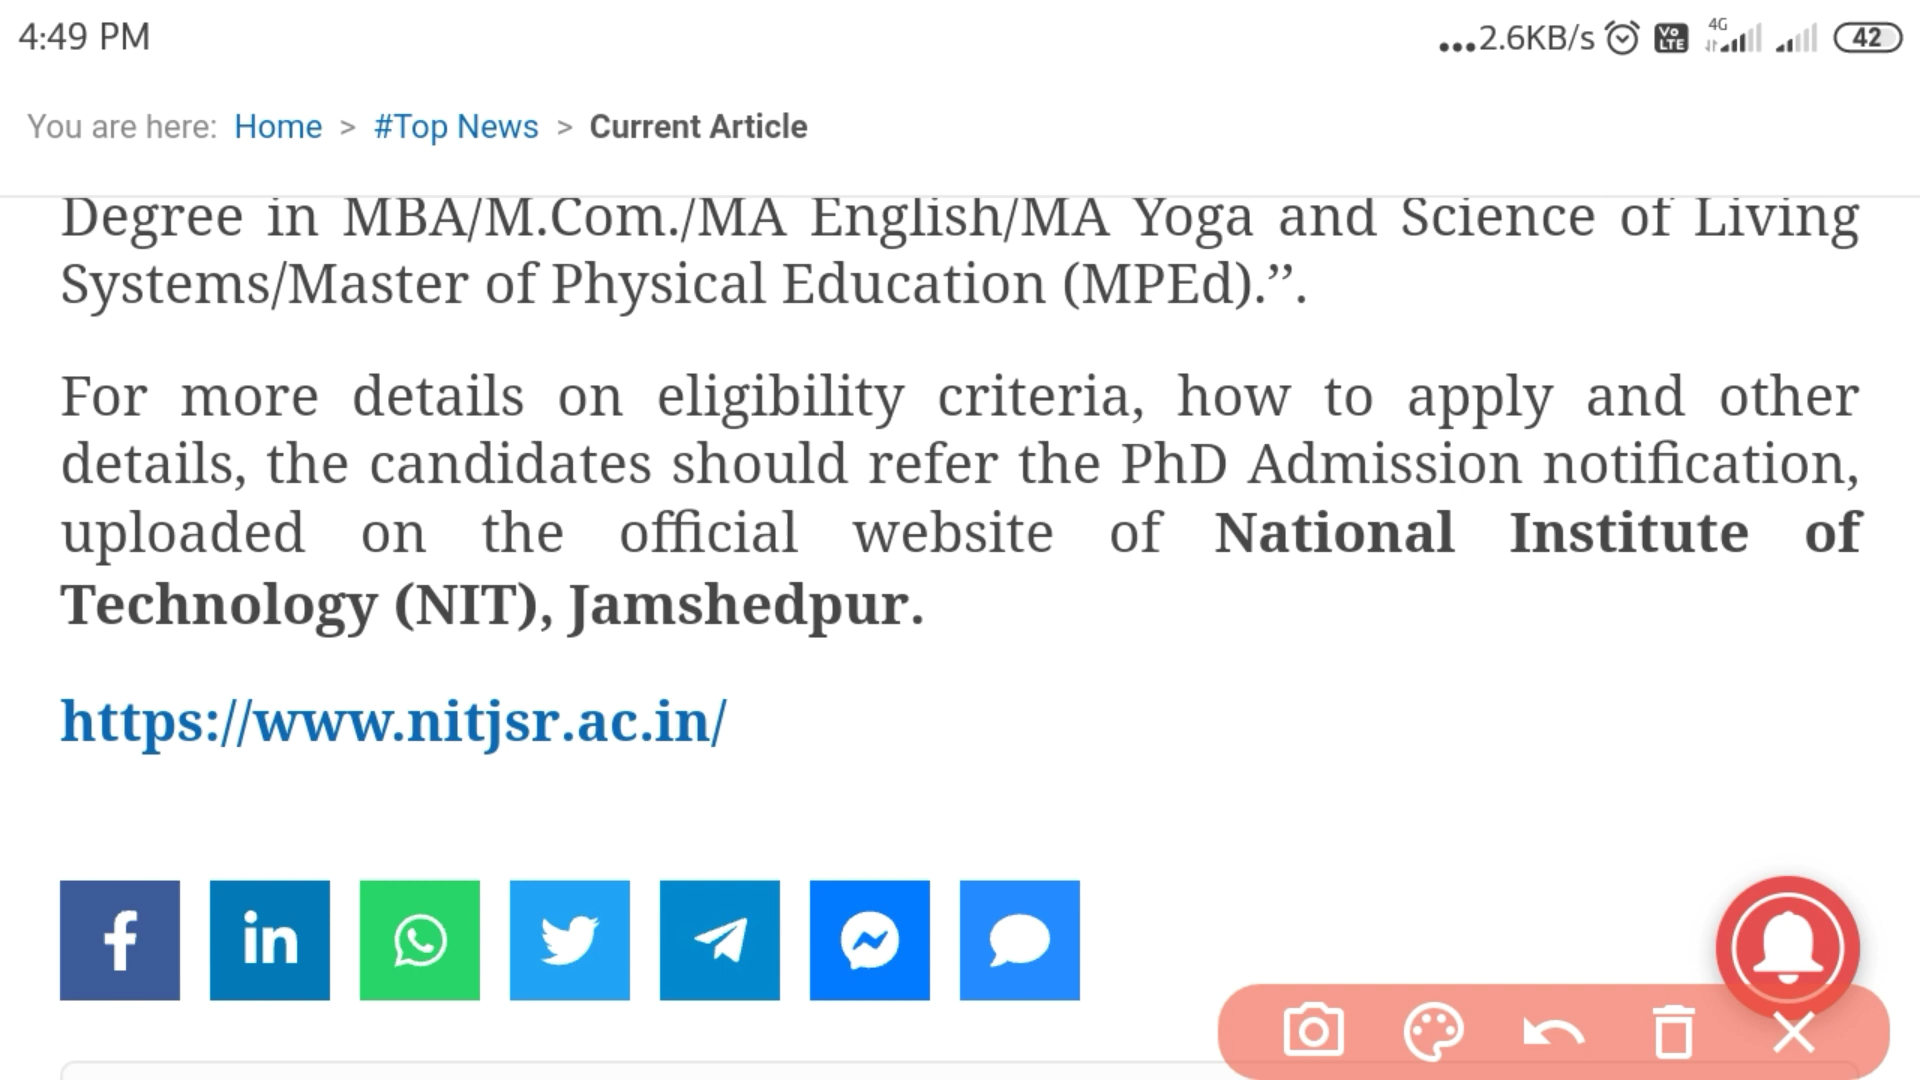 4:49 PM
...2.6KB/s Vo LTE 4G 42
You are here: Home > #Top News > Current Article
Degree in MBA/M.Com./MA English/MA Yoga and Science of Living
Systems/Master of Physical Education (MPEd).”.
For more details on eligibility criteria, how to apply and other
details, the candidates should refer the PhD Admission notification,
uploaded on the official website of National Institute of
Technology (NIT), Jamshedpur.
https://www.nitjsr.ac.in/
f in